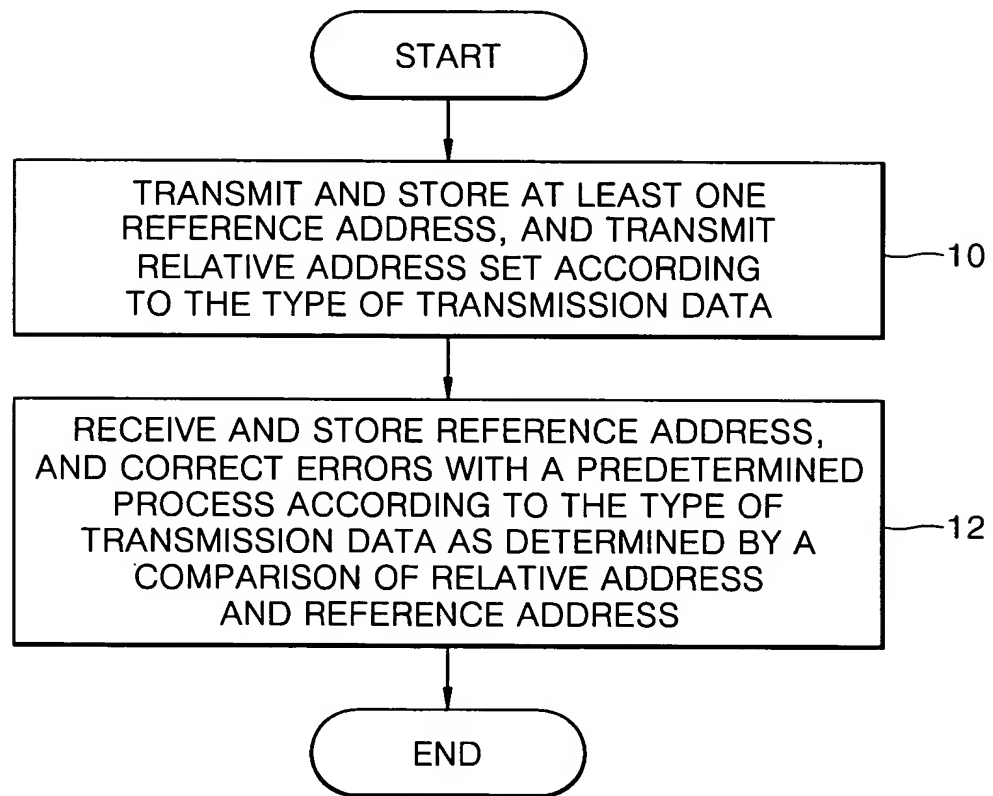 START
TRANSMIT AND STORE AT LEAST ONE
REFERENCE ADDRESS, AND TRANSMIT
RELATIVE ADDRESS SET ACCORDING
TO THE TYPE OF TRANSMISSION DATA
10
RECEIVE AND STORE REFERENCE ADDRESS,
AND CORRECT ERRORS WITH A PREDETERMINED
PROCESS ACCORDING TO THE TYPE OF
TRANSMISSION DATA AS DETERMINED BY A
COMPARISON OF RELATIVE ADDRESS
AND REFERENCE ADDRESS
12
END